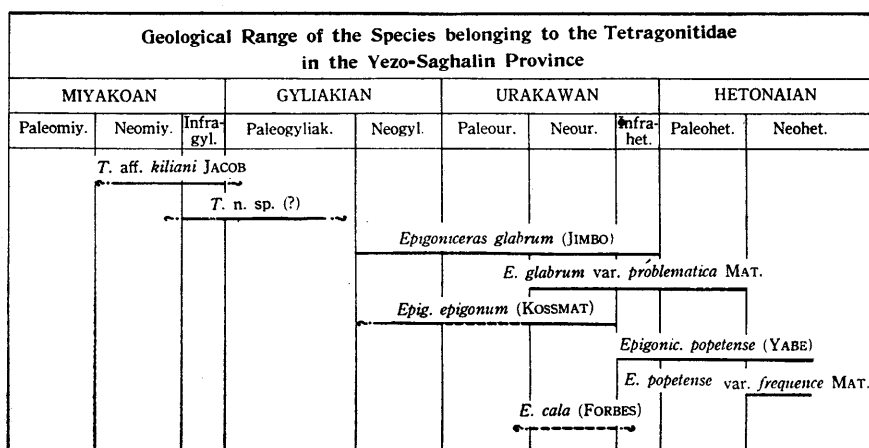 Geological Range of the Species belonging to the Tetragonitidae
in the Yezo-Saghalin Province
MIYAKOAN GYLIAKIAN URAKAWAN HETONAIAN
Paleomiy. Neomiy. Infra-gyl. Paleogyliak. Neogyl. Paleour. Neour. Infra-het. Paleohet. Neohet.
T. aff. kiliani JACOB
T. n. sp. (?)
Epigoniceras glabrum (JIMBO)
E. glabrum var. problematica MAT.
Epig. epigonum (KOSSMAT)
Epigonic. popetense (YABE)
E. popetense var. frequence MAT.
E. cala (FORBES)